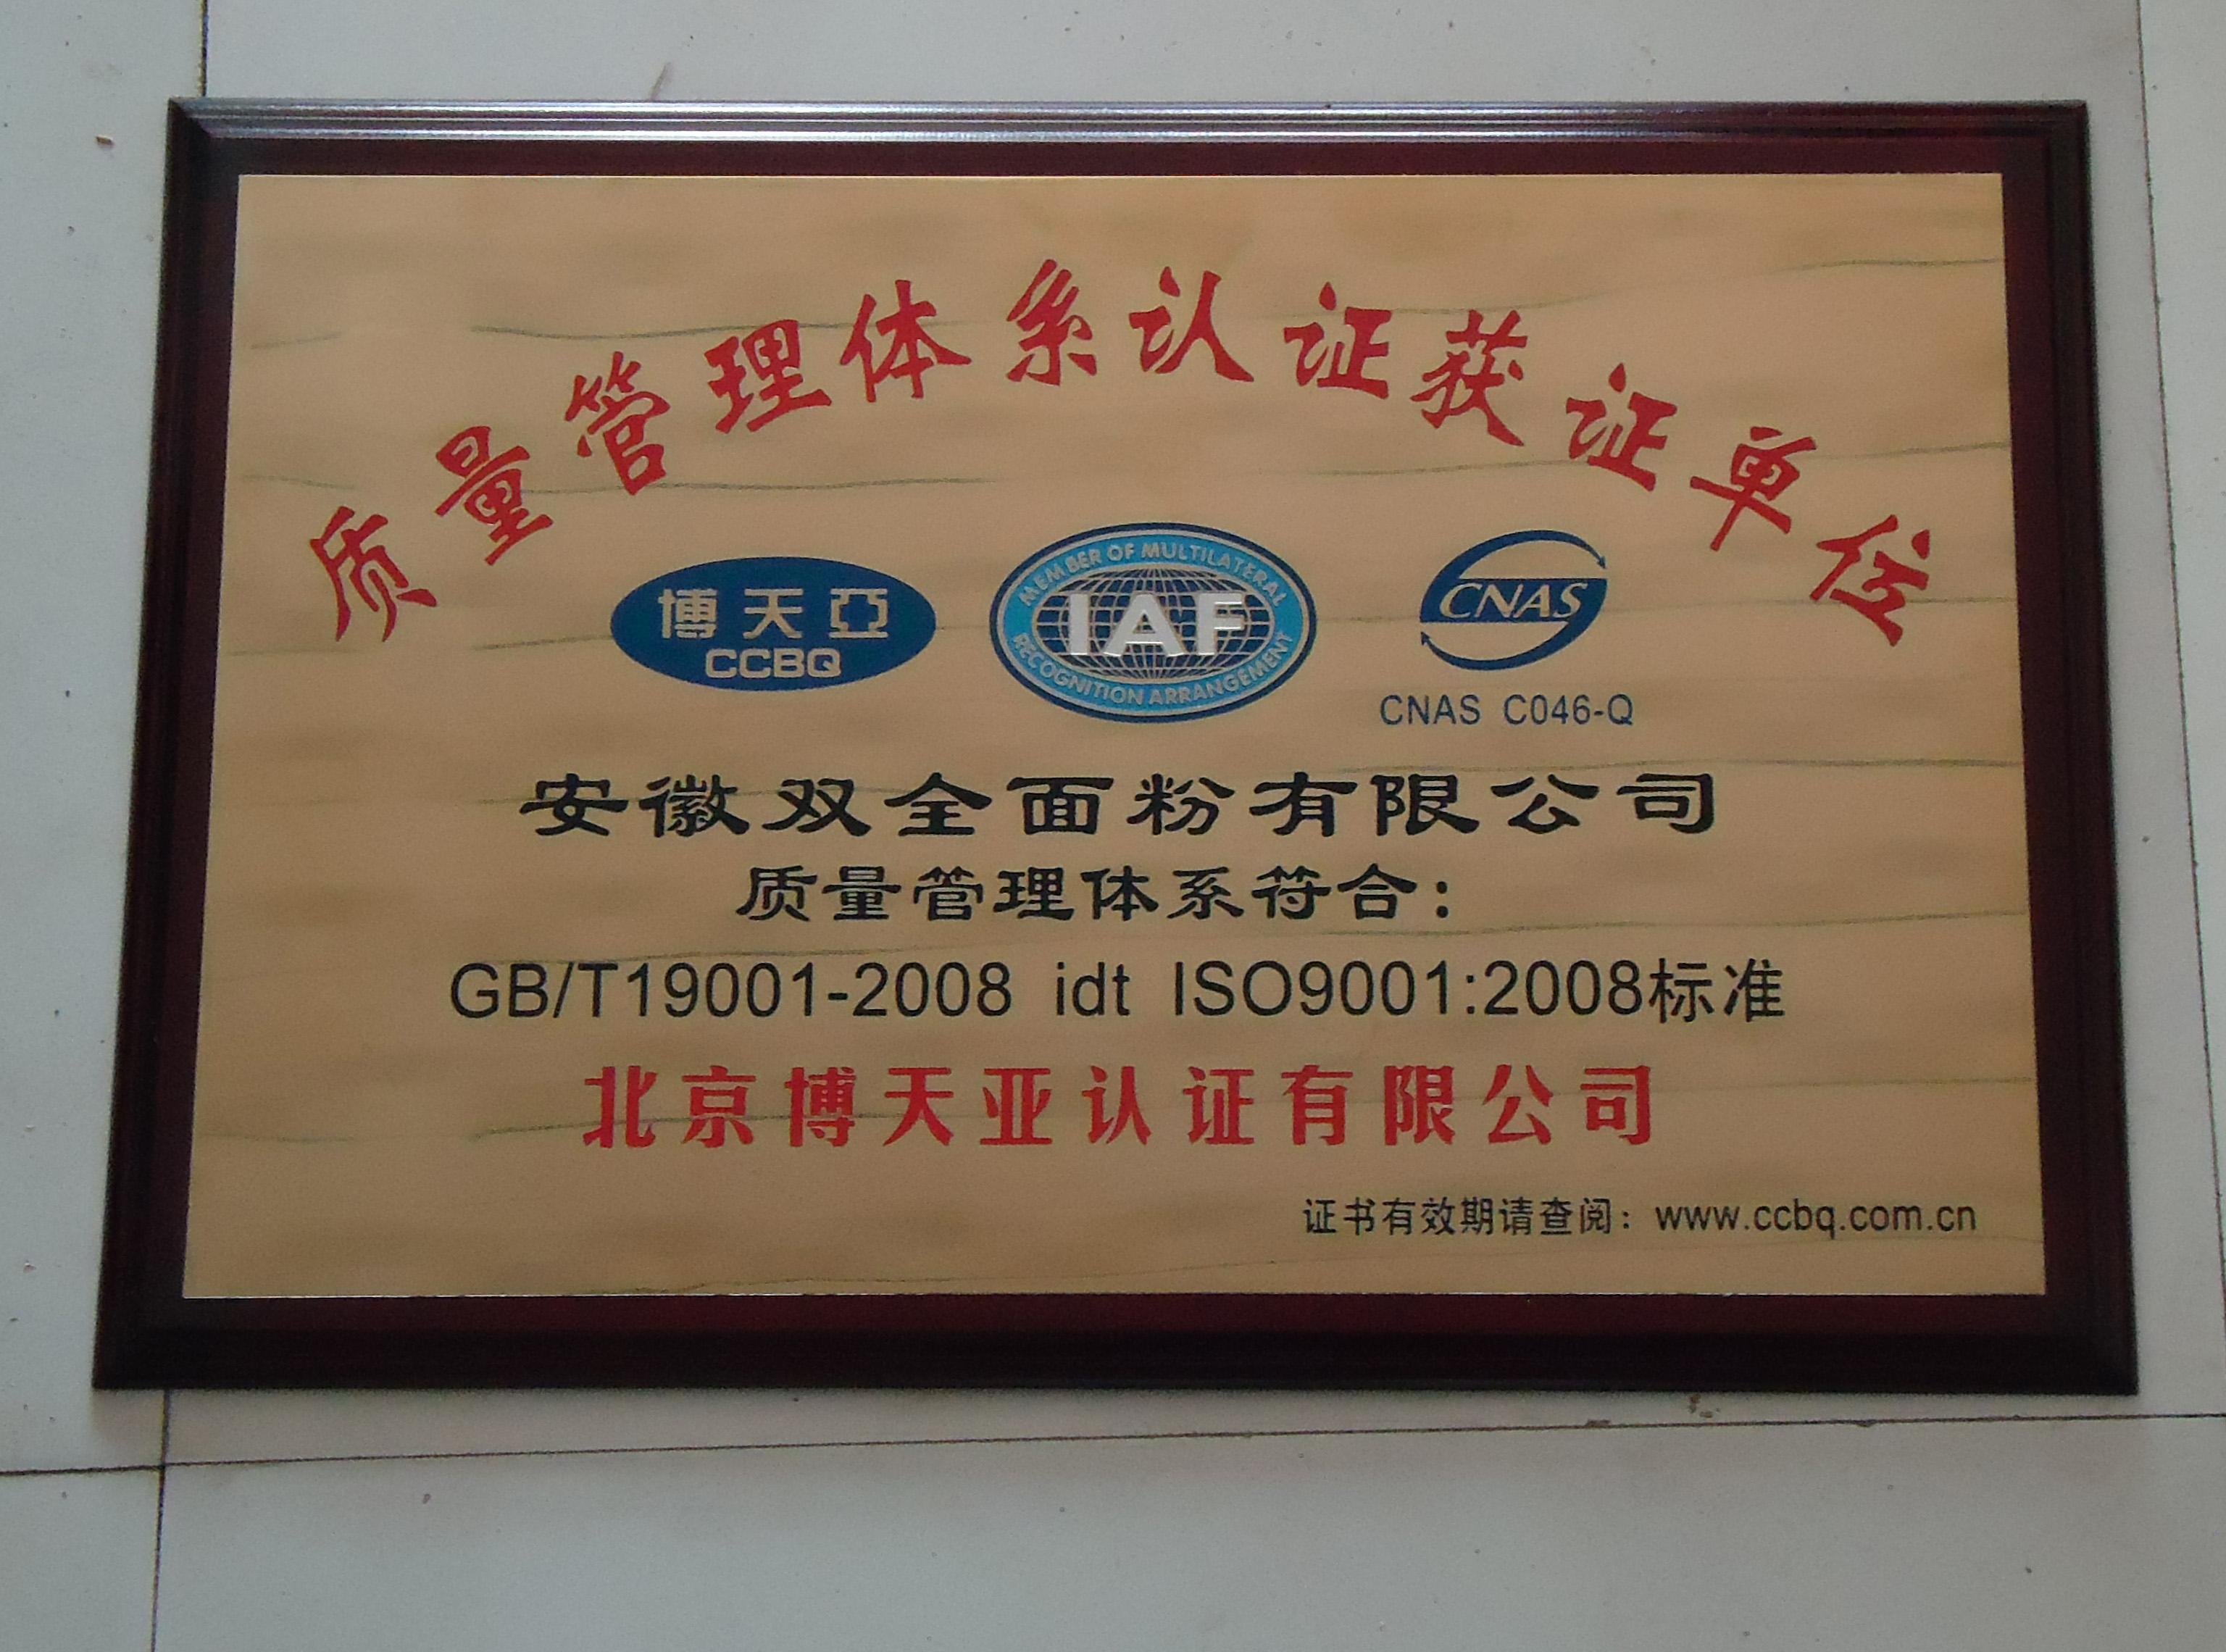 质量管理体系认证获证单位
博天亞
CCBQ
MEMBER OF MULTILATERAL
IAF
RECOGNITION ARRANGEMENT
CNAS
CNAS C046-Q
安徽双全面粉有限公司
质量管理体系符合：
GB/T19001-2008 idt ISO9001:2008标准
北京博天亚认证有限公司
证书有效期请查阅：www.ccbq.com.cn